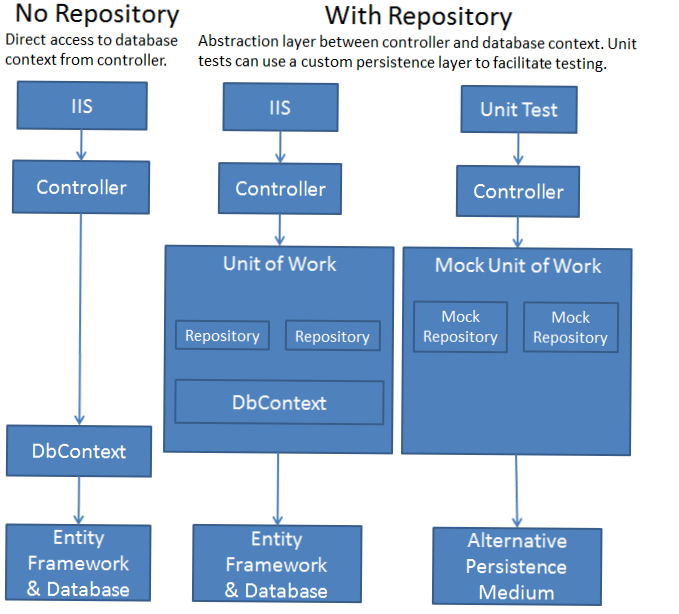 No Repository
Direct access to database
context from controller.
IIS
Controller
DbContext
Entity
Framework
& Database
With Repository
Abstraction layer between controller and database context. Unit
tests can use a custom persistence layer to facilitate testing.
IIS
Controller
Unit of Work
Repository
Repository
DbContext
Entity
Framework
& Database
Unit Test
Controller
Mock Unit of Work
Mock
Repository
Mock
Repository
Alternative
Persistence
Medium